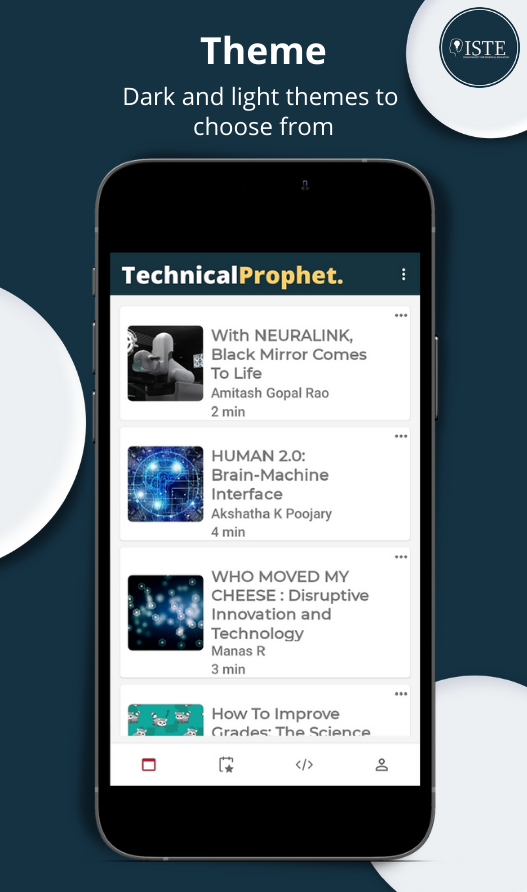 Theme
ISTE
Dark and light themes to
choose from
TechnicalProphet.
With NEURALINK,
Black Mirror Comes
To Life
Amitash Gopal Rao
2 min
HUMAN 2.0:
Brain-Machine
Interface
Akshatha K Poojary
4 min
WHO MOVED MY
CHEESE : Disruptive
Innovation and
Technology
Manas R
3 min
How To Improve
Grades: The Science